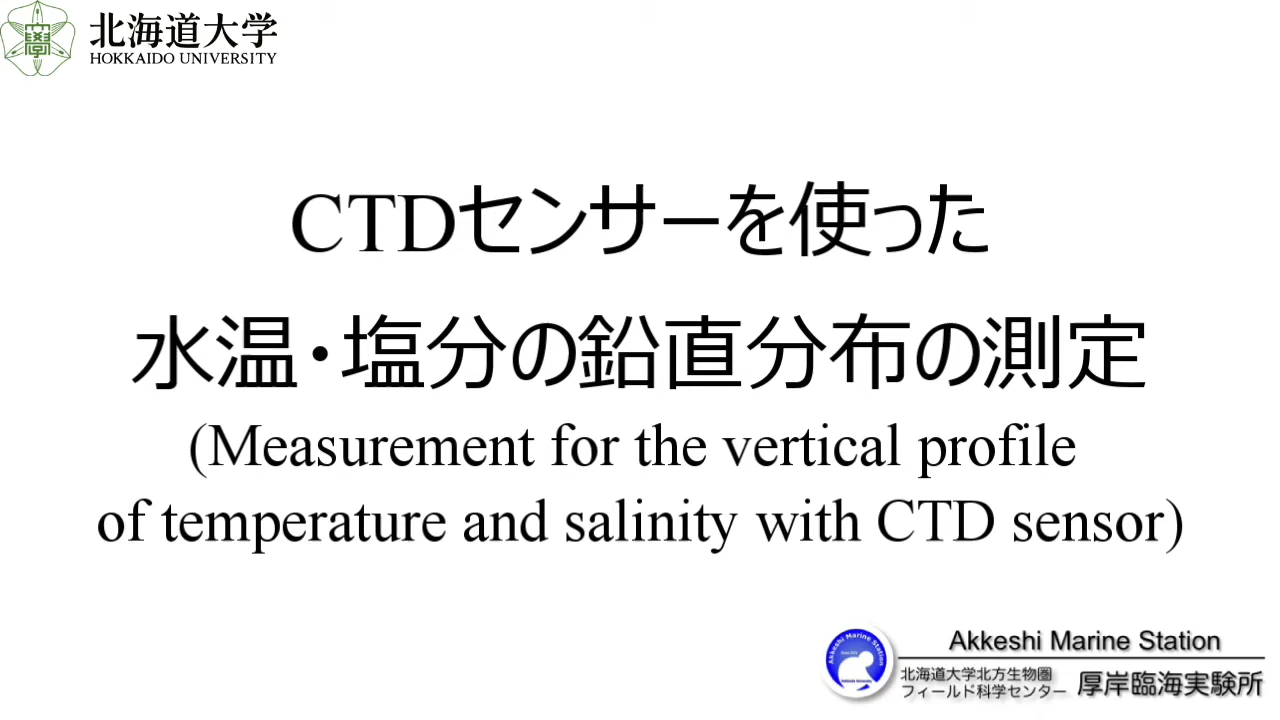 北海道大学
HOKKAIDO UNIVERSITY
CTDセンサーを使った
水温・塩分の鉛直分布の測定
(Measurement for the vertical profile
of temperature and salinity with CTD sensor)
Akkeshi Marine Station
Akkeshi Marine Station
北海道大学北方生物圏
フィールド科学センター
厚岸臨海実験所